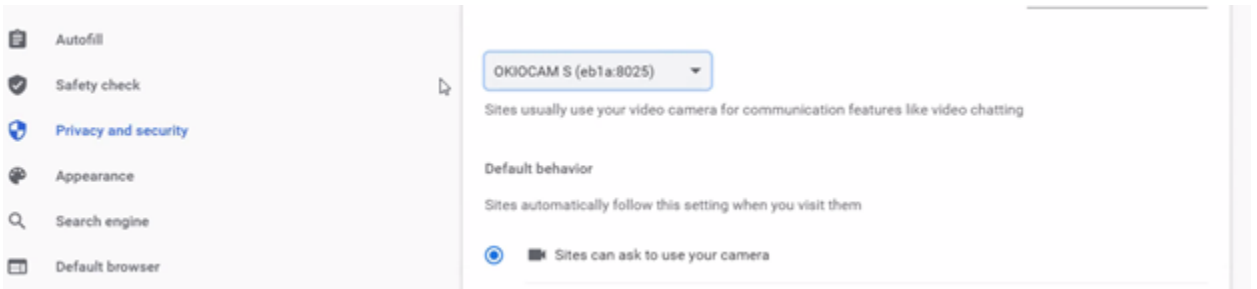 Autofill
Safety check
Privacy and security
Appearance
Search engine
Default browser
OKIOCAM S (eb1a:8025)
Sites usually use your video camera for communication features like video chatting
Default behavior
Sites automatically follow this setting when you visit them
Sites can ask to use your camera